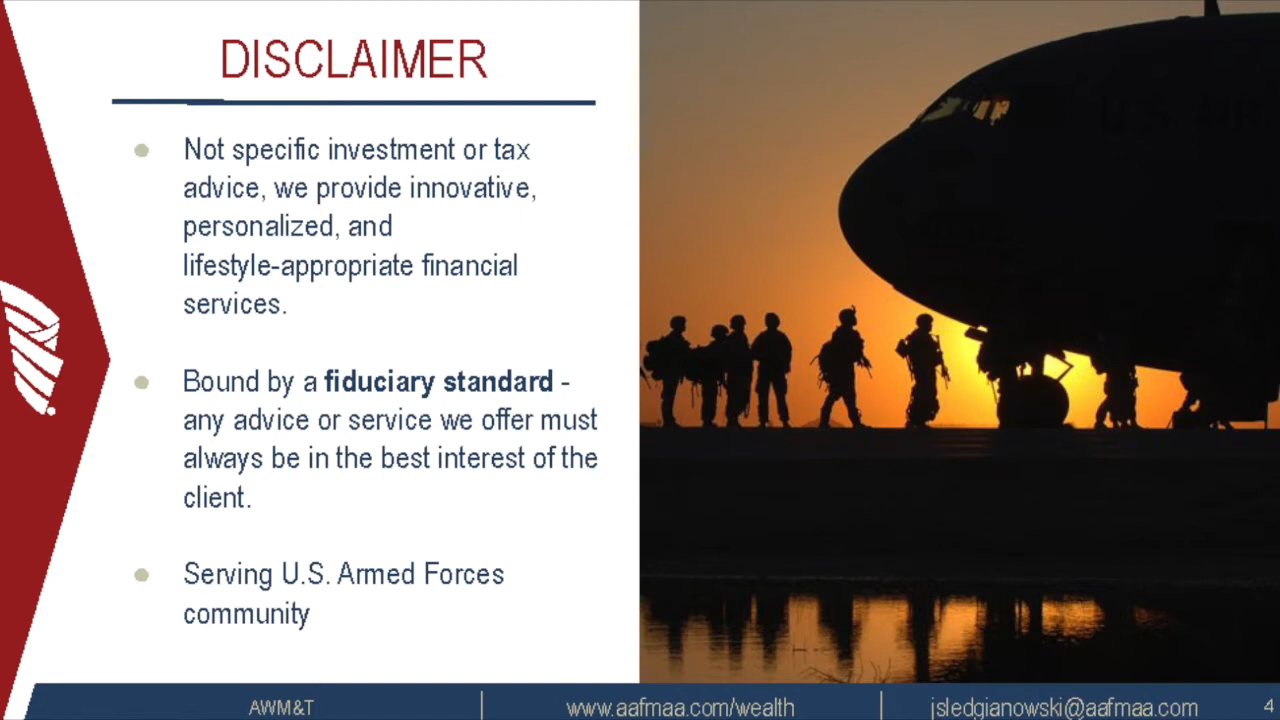 DISCLAIMER
Not specific investment or tax
advice, we provide innovative,
personalized, and
lifestyle-appropriate financial
services.
Bound by a fiduciary standard -
any advice or service we offer must
always be in the best interest of the
client.
Serving U.S. Armed Forces
community
AWM&T
www.aafmaa.com/wealth
jsledgianowski@aafmaa.com
4